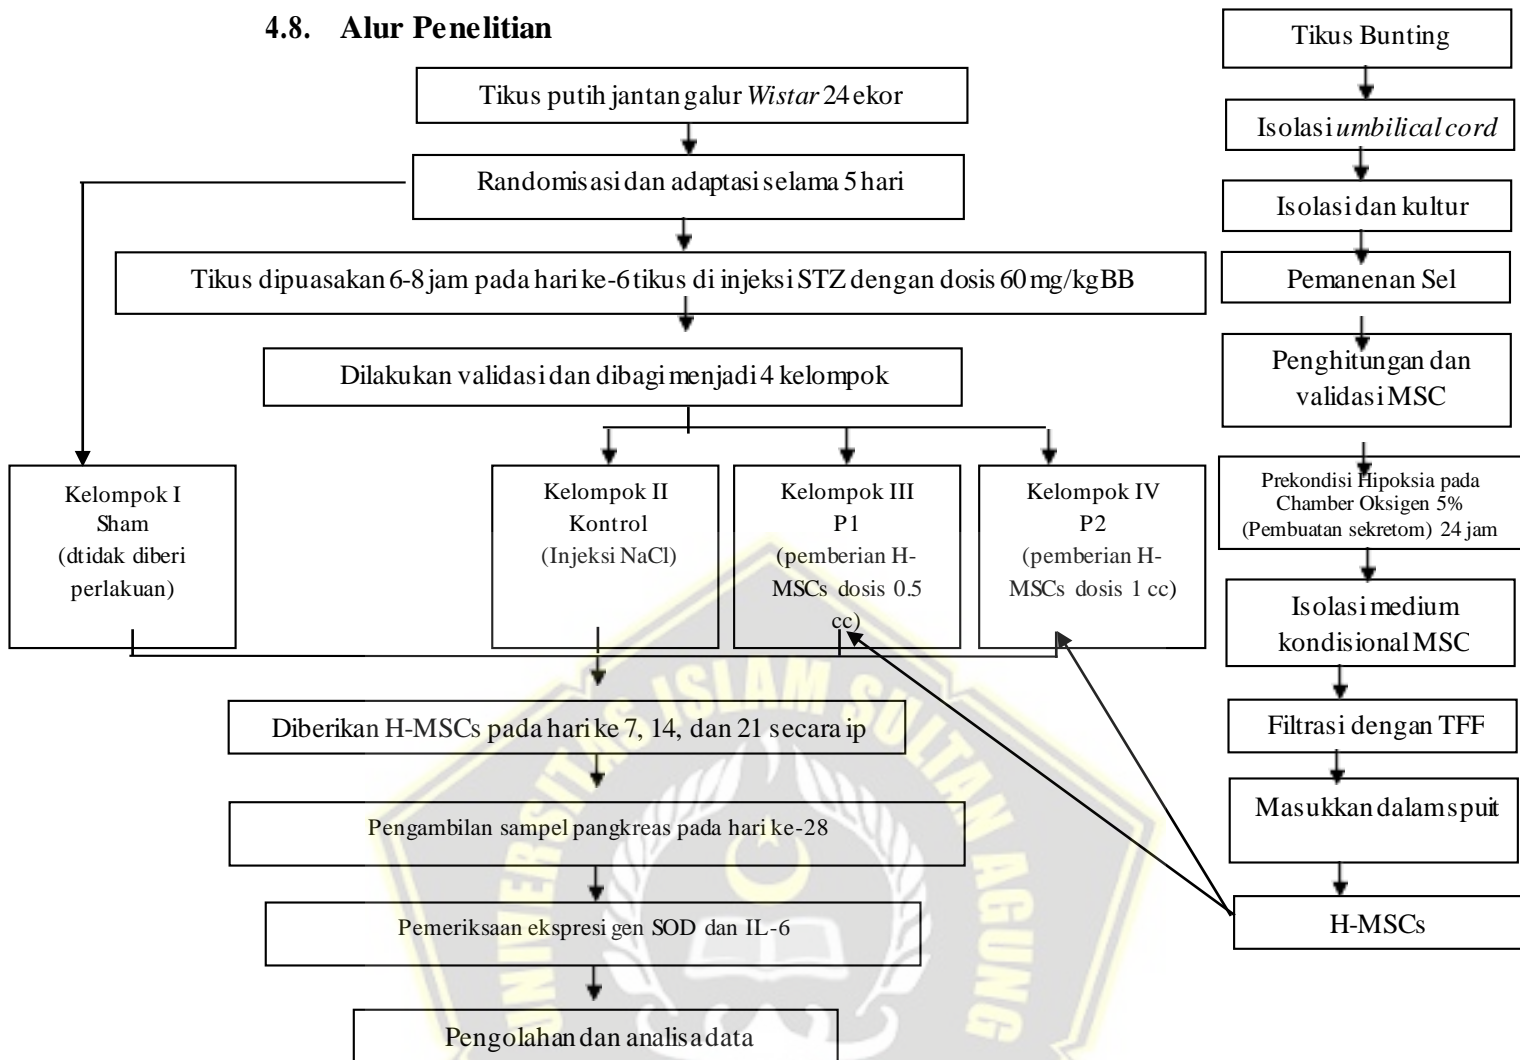 4.8. Alur Penelitian
Tikus putih jantan galur Wistar 24 ekor
Randomisasi dan adaptasi selama 5 hari
Tikus dipuasakan 6-8 jam pada hari ke-6 tikus di injeksi STZ dengan dosis 60 mg/kgBB
Dilakukan validasi dan dibagi menjadi 4 kelompok
Kelompok I
Sham
(dtidak diberi
perlakuan)
Kelompok II
Kontrol
(Injeksi NaCl)
Kelompok III
P1
(pemberian H-
MSCs dosis 0.5
cc)
Kelompok IV
P2
(pemberian H-
MSCs dosis 1 cc)
Diberikan H-MSCs pada hari ke 7, 14, dan 21 secara ip
Pengambilan sampel pangkreas pada hari ke-28
Pemeriksaan ekspresi gen SOD dan IL-6
Pengolahan dan analisa data
Tikus Bunting
Isolasi umbilical cord
Isolasi dan kultur
Pemanenan Sel
Penghitungan dan
validasi MSC
Prekondisi Hipoksia pada
Chamber Oksigen 5%
(Pembuatan sekretom) 24 jam
Isolasi medium
kondisional MSC
Filtrasi dengan TFF
Masukkan dalam spuit
H-MSCs
UNIVERSITAS ISLAM SULTAN AGUNG